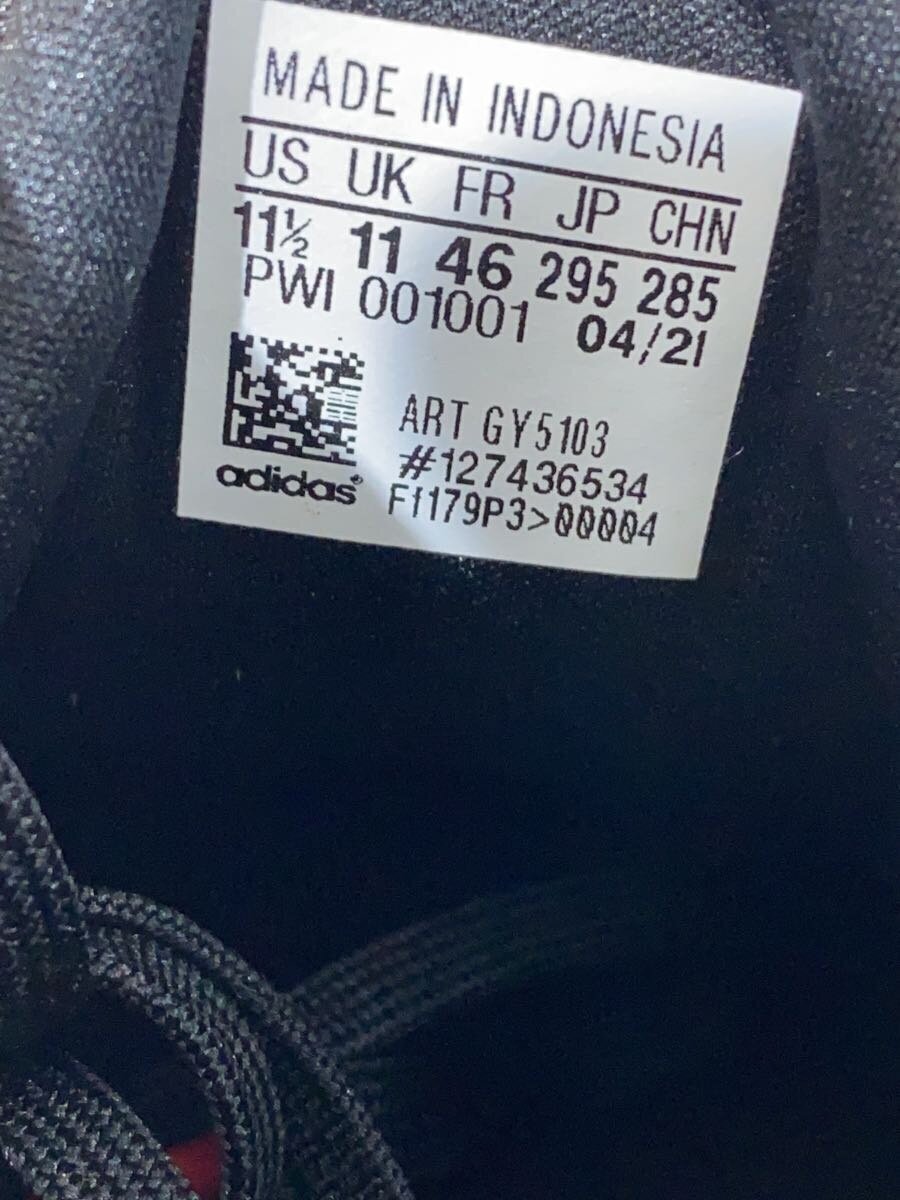 MADE IN INDONESIA
US UK FR JP CHN
11½ 11 46 295 285
PWI 001001 04/21
ART GY5103
#127436534
adidas®
F1179P3>00004